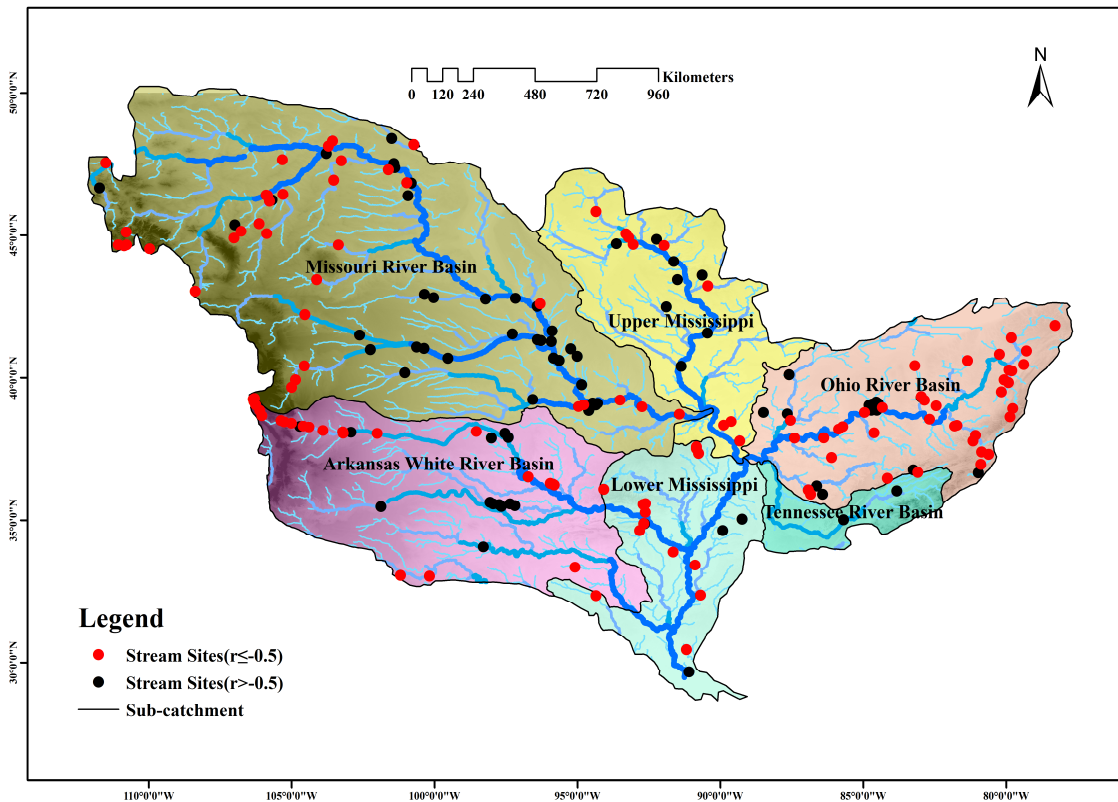 N
Kilometers
0 120 240 480 720 960
50°0'0"N
45°0'0"N
40°0'0"N
35°0'0"N
30°0'0"N
Missouri River Basin
Upper Mississippi
Ohio River Basin
Arkansas White River Basin
Lower Mississippi
Tennessee River Basin
Legend
Stream Sites(r≤-0.5)
Stream Sites(r>-0.5)
Sub-catchment
110°0'0"W 105°0'0"W 100°0'0"W 95°0'0"W 90°0'0"W 85°0'0"W 80°0'0"W